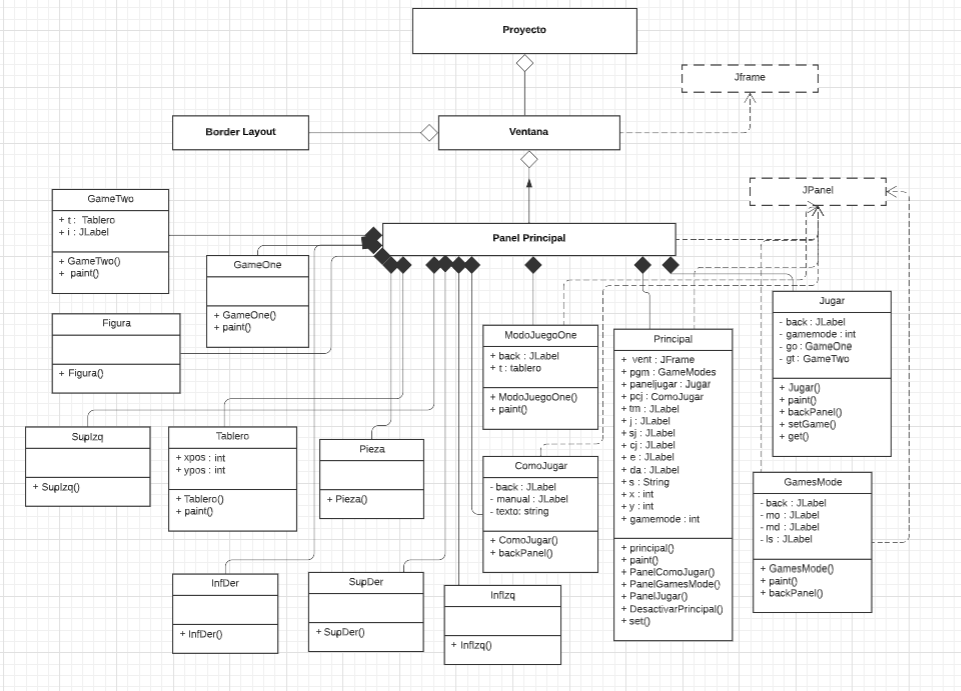 Proyecto
Jframe
Border Layout
Ventana
JPanel
GameTwo
+ t : Tablero
+ i : JLabel
+ GameTwo()
+ paint()
Panel Principal
GameOne
+ GameOne()
+ paint()
Figura
+ Figura()
ModoJuegoOne
+ back : JLabel
+ t : tablero
+ ModoJuegoOne()
+ paint()
Principal
+ vent : JFrame
+ pgm : GameModes
+ paneljugar : Jugar
+ pcj : ComoJugar
+ tm : JLabel
+ j : JLabel
+ sj : JLabel
+ cj : JLabel
+ e : JLabel
+ da : JLabel
+ s : String
+ x : int
+ y : int
+ gamemode : int
+ principal()
+ paint()
+ PanelComoJugar()
+ PanelGamesMode()
+ PanelJugar()
+ DesactivarPrincipal()
+ set()
Jugar
- back : JLabel
- gamemode : int
- go : GameOne
- gt : GameTwo
+ Jugar()
+ paint()
+ backPanel()
+ setGame()
+ get()
SupIzq
+ SupIzq()
Tablero
+ xpos : int
+ ypos : int
+ Tablero()
+ paint()
Pieza
+ Pieza()
ComoJugar
- back : JLabel
- manual : JLabel
- texto: string
+ ComoJugar()
+ backPanel()
GamesMode
- back : JLabel
- mo : JLabel
- md : JLabel
- ls : JLabel
+ GamesMode()
+ paint()
+ backPanel()
InfDer
+ InfDer()
SupDer
+ SupDer()
InfIzq
+ InfIzq()